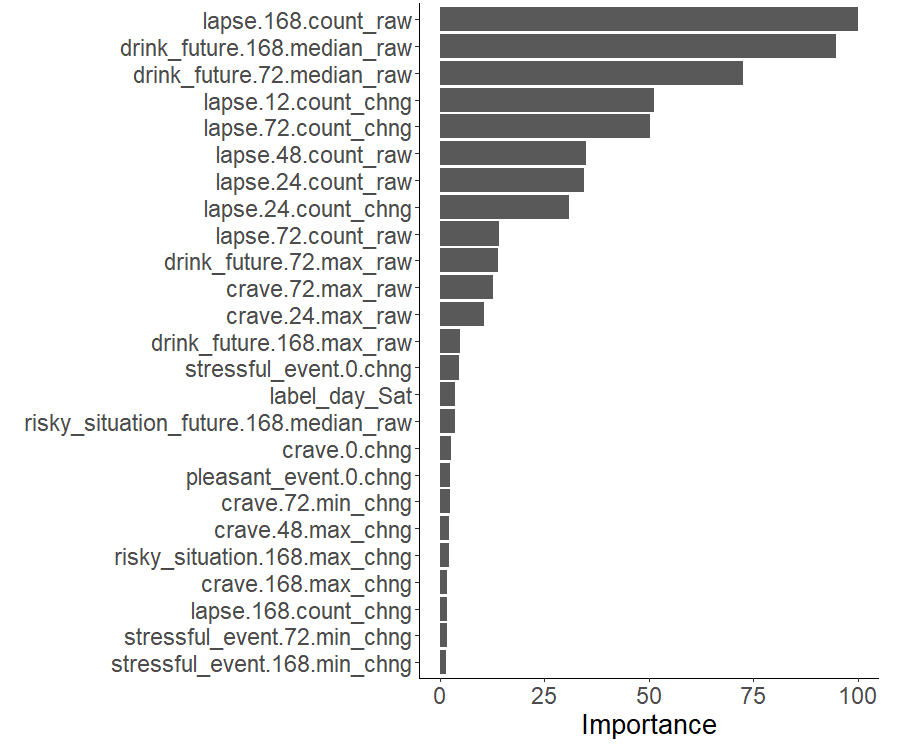 lapse.168.count_raw
drink_future.168.median_raw
drink_future.72.median_raw
lapse.12.count_chng
lapse.72.count_chng
lapse.48.count_raw
lapse.24.count_raw
lapse.24.count_chng
lapse.72.count_raw
drink_future.72.max_raw
crave.72.max_raw
crave.24.max_raw
drink_future.168.max_raw
stressful_event.0.chng
label_day_Sat
risky_situation_future.168.median_raw
crave.0.chng
pleasant_event.0.chng
crave.72.min_chng
crave.48.max_chng
risky_situation.168.max_chng
crave.168.max_chng
lapse.168.count_chng
stressful_event.72.min_chng
stressful_event.168.min_chng
0 25 50 75 100
Importance